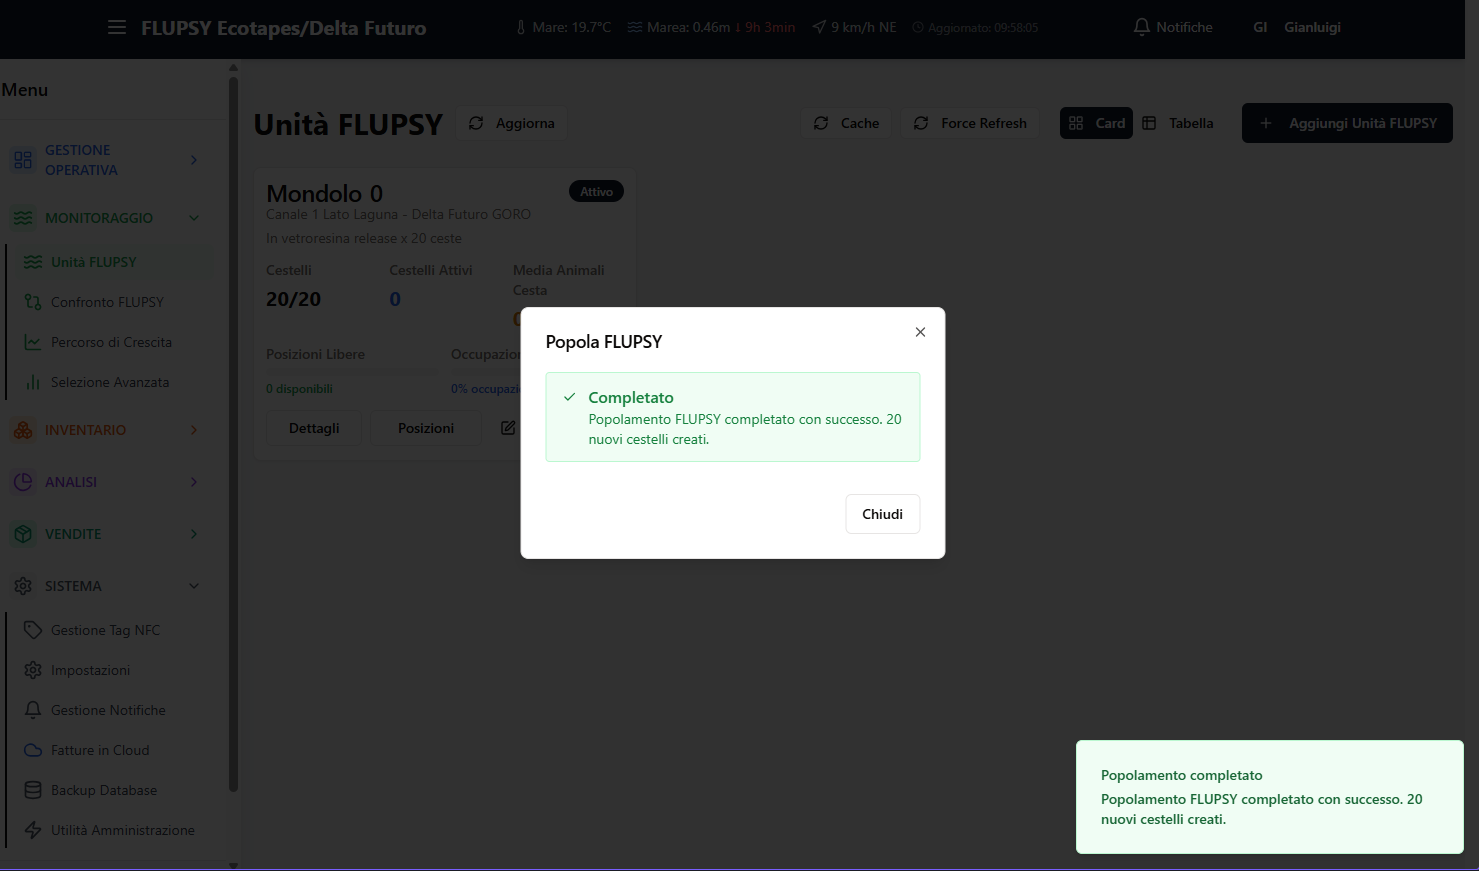 FLUPSY Ecotapes/Delta Futuro
Mare: 19.7°C
Marea: 0.46m ↓ 9h 3min
9 km/h NE
Aggiornato: 09:58:05
Notifiche
GI
Gianluigi
Menu
GESTIONE
OPERATIVA
MONITORAGGIO
Unità FLUPSY
Confronto FLUPSY
Percorso di Crescita
Selezione Avanzata
INVENTARIO
ANALISI
VENDITE
SISTEMA
Gestione Tag NFC
Impostazioni
Gestione Notifiche
Fatture in Cloud
Backup Database
Utilità Amministrazione
Unità FLUPSY
Aggiorna
Cache
Force Refresh
Card
Tabella
Aggiungi Unità FLUPSY
Mondolo 0
Attivo
Canale 1 Lato Laguna - Delta Futuro GORO
In vetroresina release x 20 ceste
Cestelli
Cestelli Attivi
Media Animali
Cesta
20/20
0
Posizioni Libere
0 disponibili
Dettagli
Posizioni
Popola FLUPSY
Completato
Popolamento FLUPSY completato con successo. 20
nuovi cestelli creati.
Chiudi
Popolamento completato
Popolamento FLUPSY completato con successo. 20
nuovi cestelli creati.